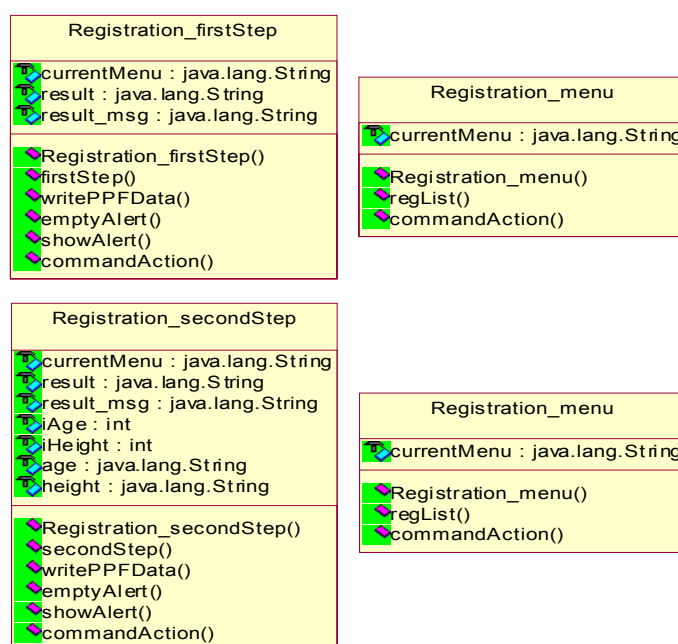 Registration_firstStep
currentMenu : java.lang.String
result : java.lang.String
result_msg : java.lang.String
Registration_firstStep()
firstStep()
writePPFData()
emptyAlert()
showAlert()
commandAction()
Registration_menu
currentMenu : java.lang.String
Registration_menu()
regList()
commandAction()
Registration_secondStep
currentMenu : java.lang.String
result : java.lang.String
result_msg : java.lang.String
iAge : int
iHeight : int
age : java.lang.String
height : java.lang.String
Registration_secondStep()
secondStep()
writePPFData()
emptyAlert()
showAlert()
commandAction()
Registration_menu
currentMenu : java.lang.String
Registration_menu()
regList()
commandAction()